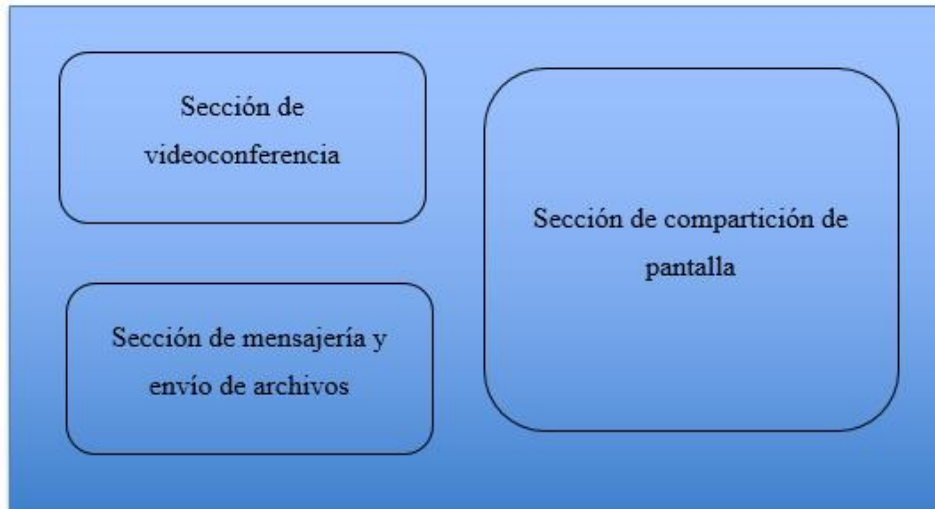 Sección de
videoconferencia
Sección de mensajería y
envío de archivos
Sección de compartición de
pantalla